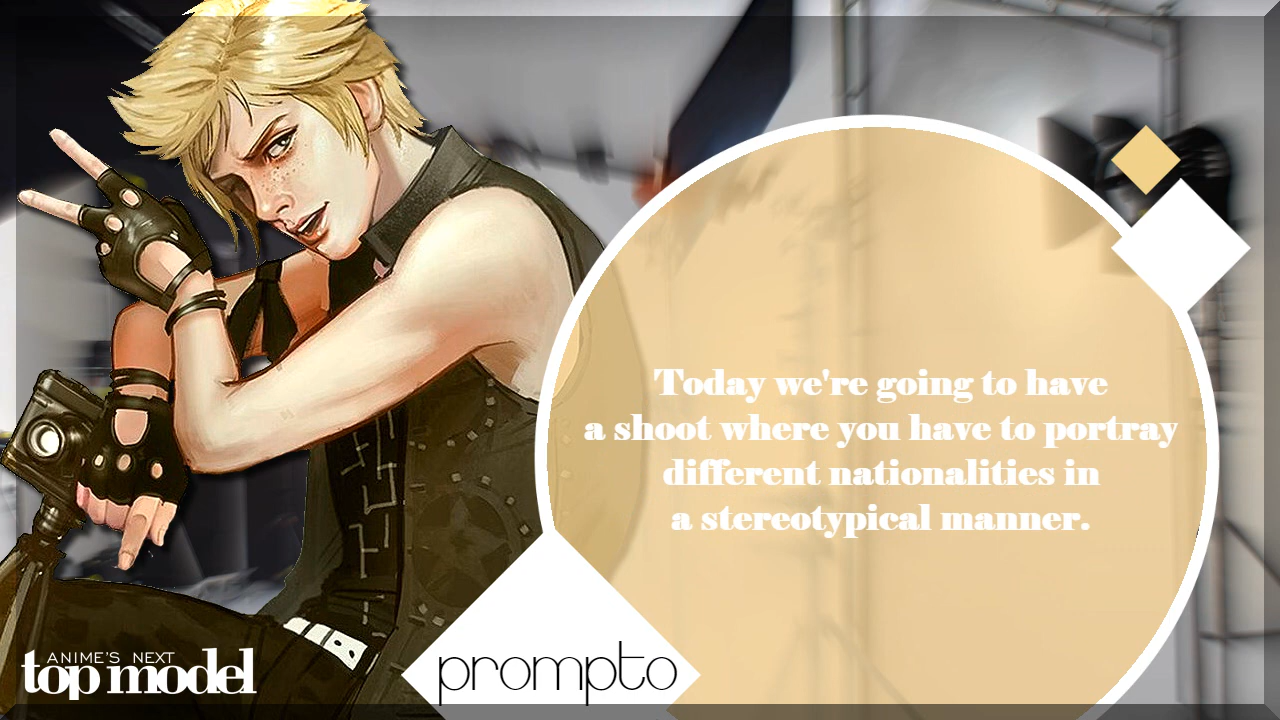 Today we're going to have
a shoot where you have to portray
different nationalities in
a stereotypical manner.
prompto
ANIME'S NEXT
top model